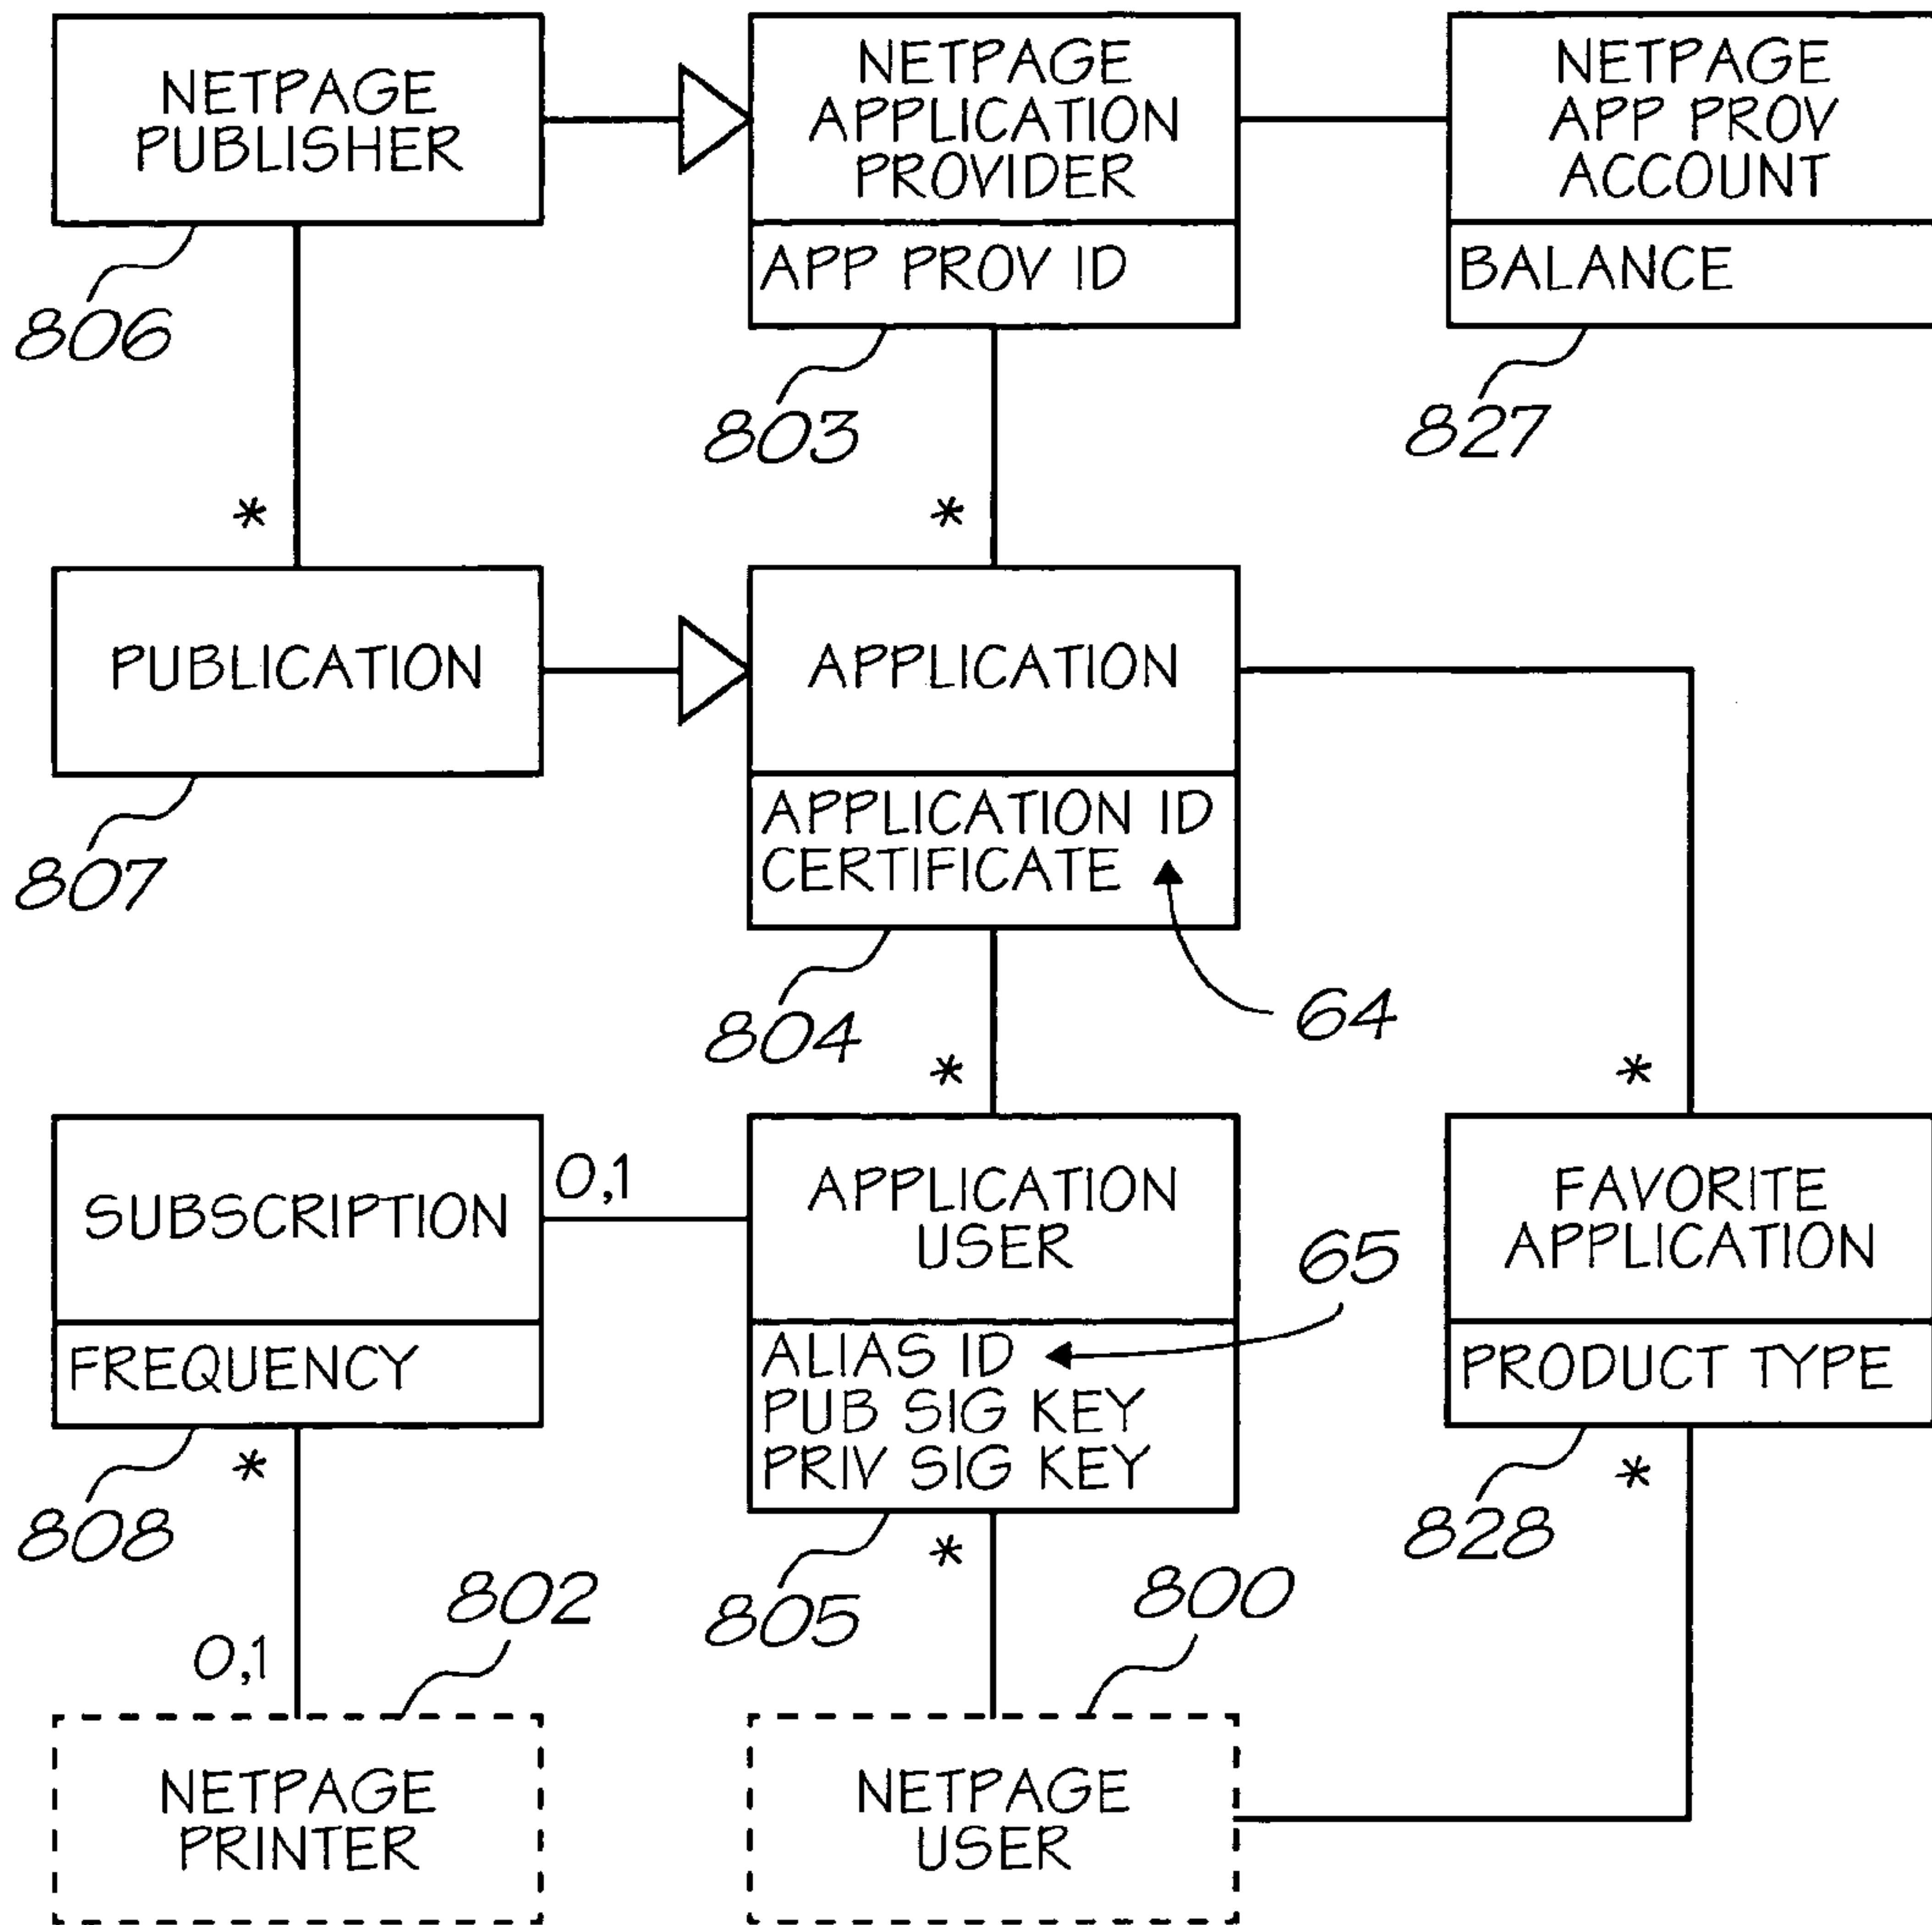 NETPAGE
PUBLISHER
806
NETPAGE
APPLICATION
PROVIDER
APP PROV ID
803
NETPAGE
APP PROV
ACCOUNT
BALANCE
827
*
*
PUBLICATION
807
APPLICATION
APPLICATION ID
CERTIFICATE
64
804
*
*
SUBSCRIPTION
FREQUENCY
0,1
808
*
APPLICATION
USER
ALIAS ID
PUB SIG KEY
PRIV SIG KEY
65
805
*
FAVORITE
APPLICATION
PRODUCT TYPE
828
*
0,1
802
800
NETPAGE
PRINTER
NETPAGE
USER